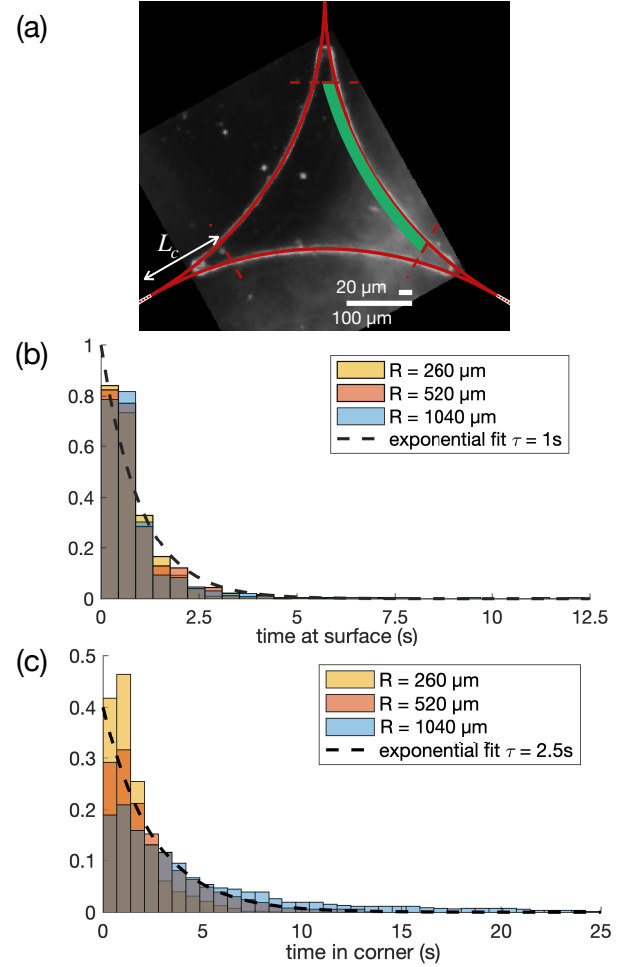 (a)
L_c
20 µm
100 µm
(b)
1
0.8
0.6
0.4
0.2
0
R = 260 µm
R = 520 µm
R = 1040 µm
exponential fit τ = 1s
0 2.5 5 7.5 10 12.5
time at surface (s)
(c)
0.5
0.4
0.3
0.2
0.1
0
R = 260 µm
R = 520 µm
R = 1040 µm
exponential fit τ = 2.5s
0 5 10 15 20 25
time in corner (s)